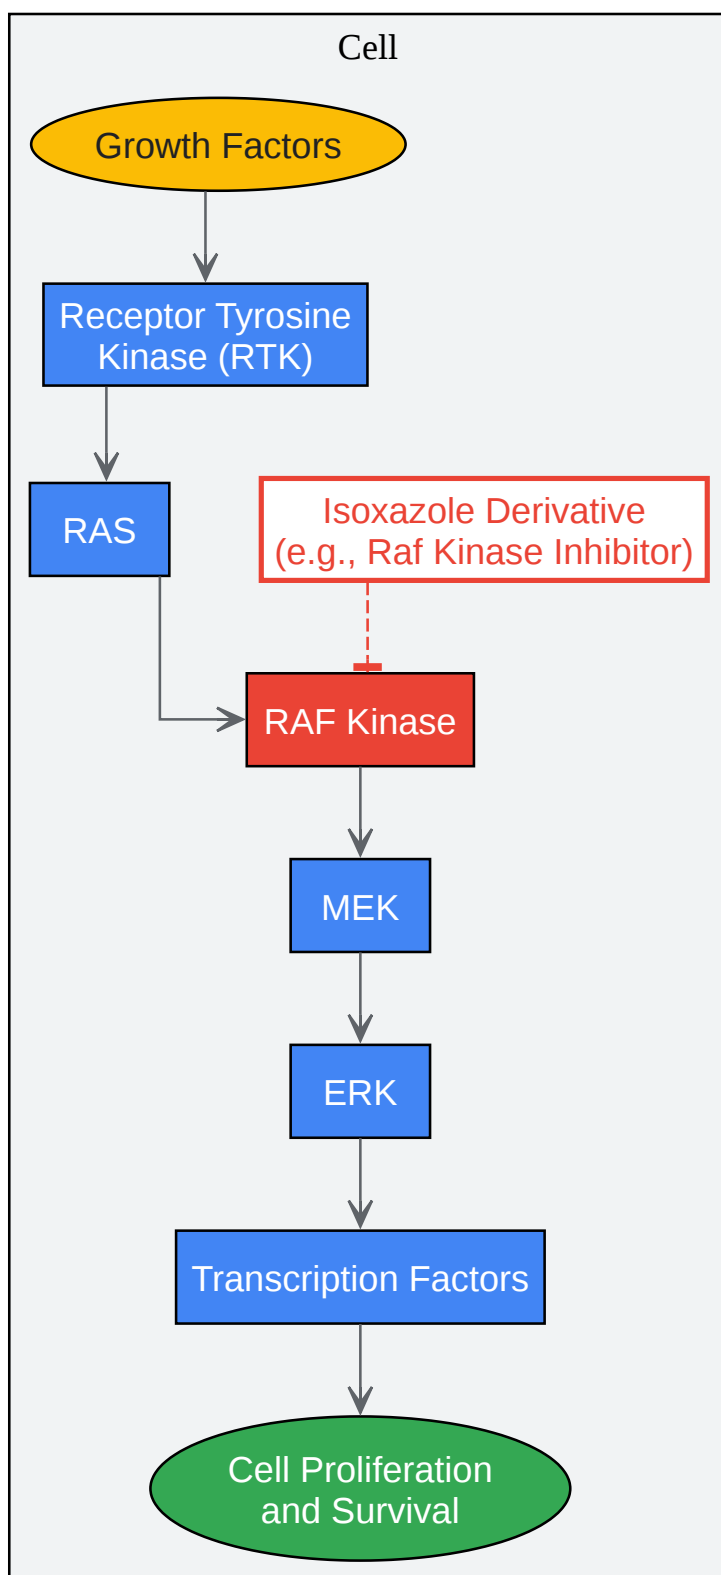 Cell
Growth Factors
Receptor Tyrosine
Kinase (RTK)
RAS
Isoxazole Derivative
(e.g., Raf Kinase Inhibitor)
RAF Kinase
MEK
ERK
Transcription Factors
Cell Proliferation
and Survival